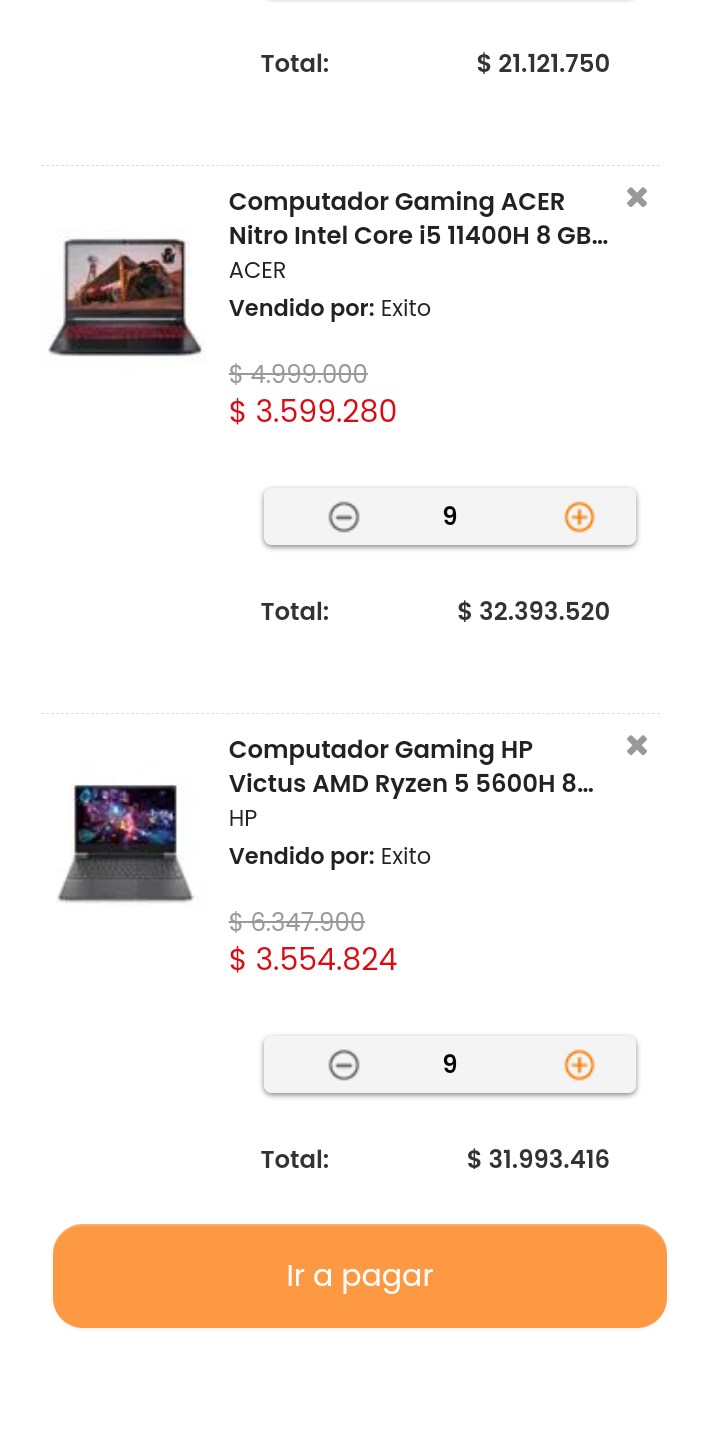 Total: $ 21.121.750
Computador Gaming ACER
Nitro Intel Core i5 11400H 8 GB...
ACER
Vendido por: Exito
$ 4.999.000
$ 3.599.280
9
Total: $ 32.393.520
Computador Gaming HP
Victus AMD Ryzen 5 5600H 8...
HP
Vendido por: Exito
$ 6.347.900
$ 3.554.824
9
Total: $ 31.993.416
Ir a pagar